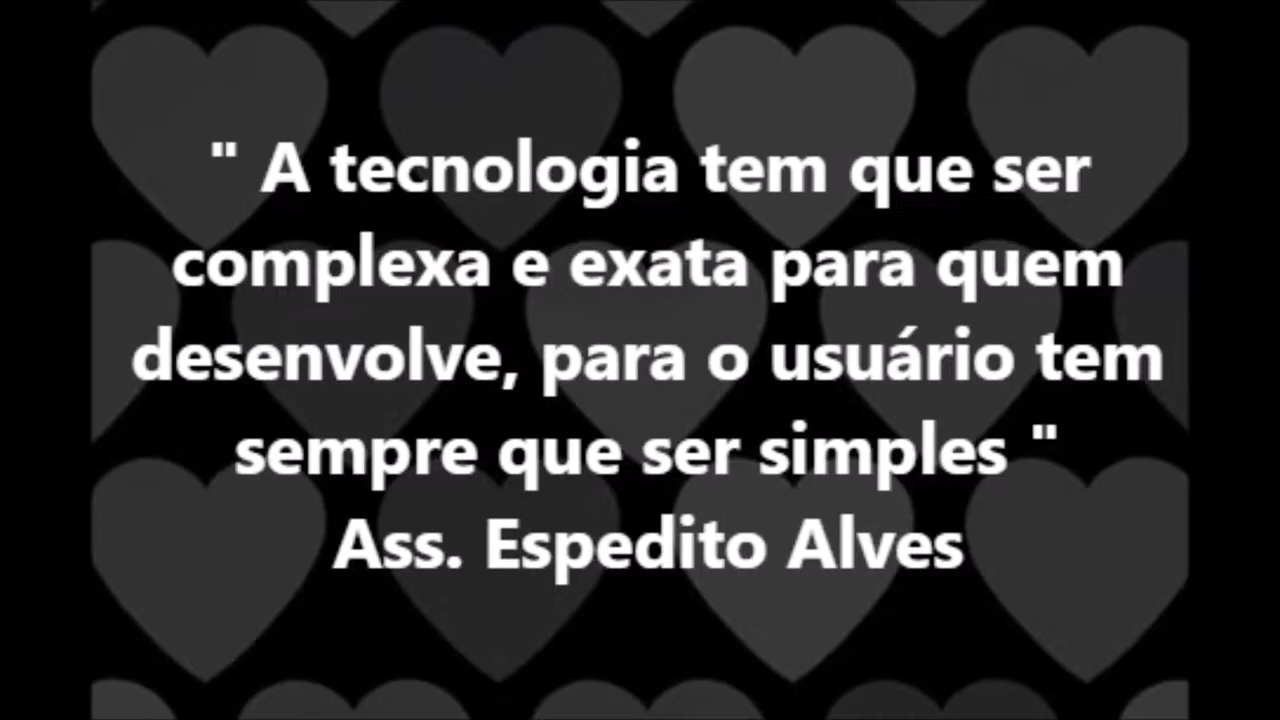 " A tecnologia tem que ser
complexa e exata para quem
desenvolve, para o usuário tem
sempre que ser simples "
Ass. Espedito Alves